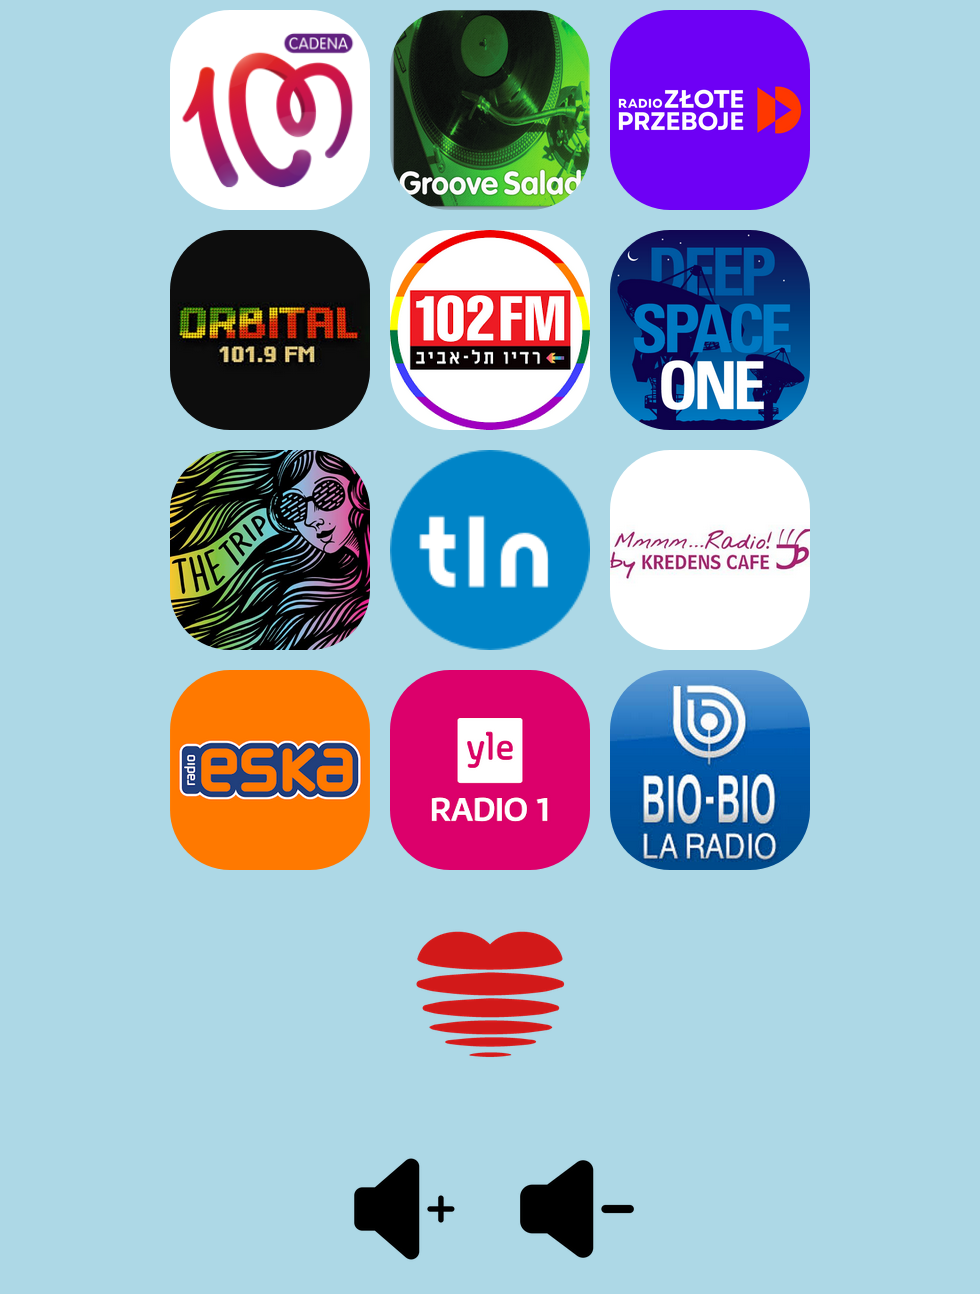 CADENA
100
Groove Salad
RADIO ZŁOTE
PRZEBOJE
ORBITAL
101.9 FM
102FM
רדיו תל-אביב
DEEP
SPACE
ONE
THE TRIP
tln
Mmmm...Radio!
by KREDENS CAFE
radio eska
yle
RADIO 1
BIO-BIO
LA RADIO